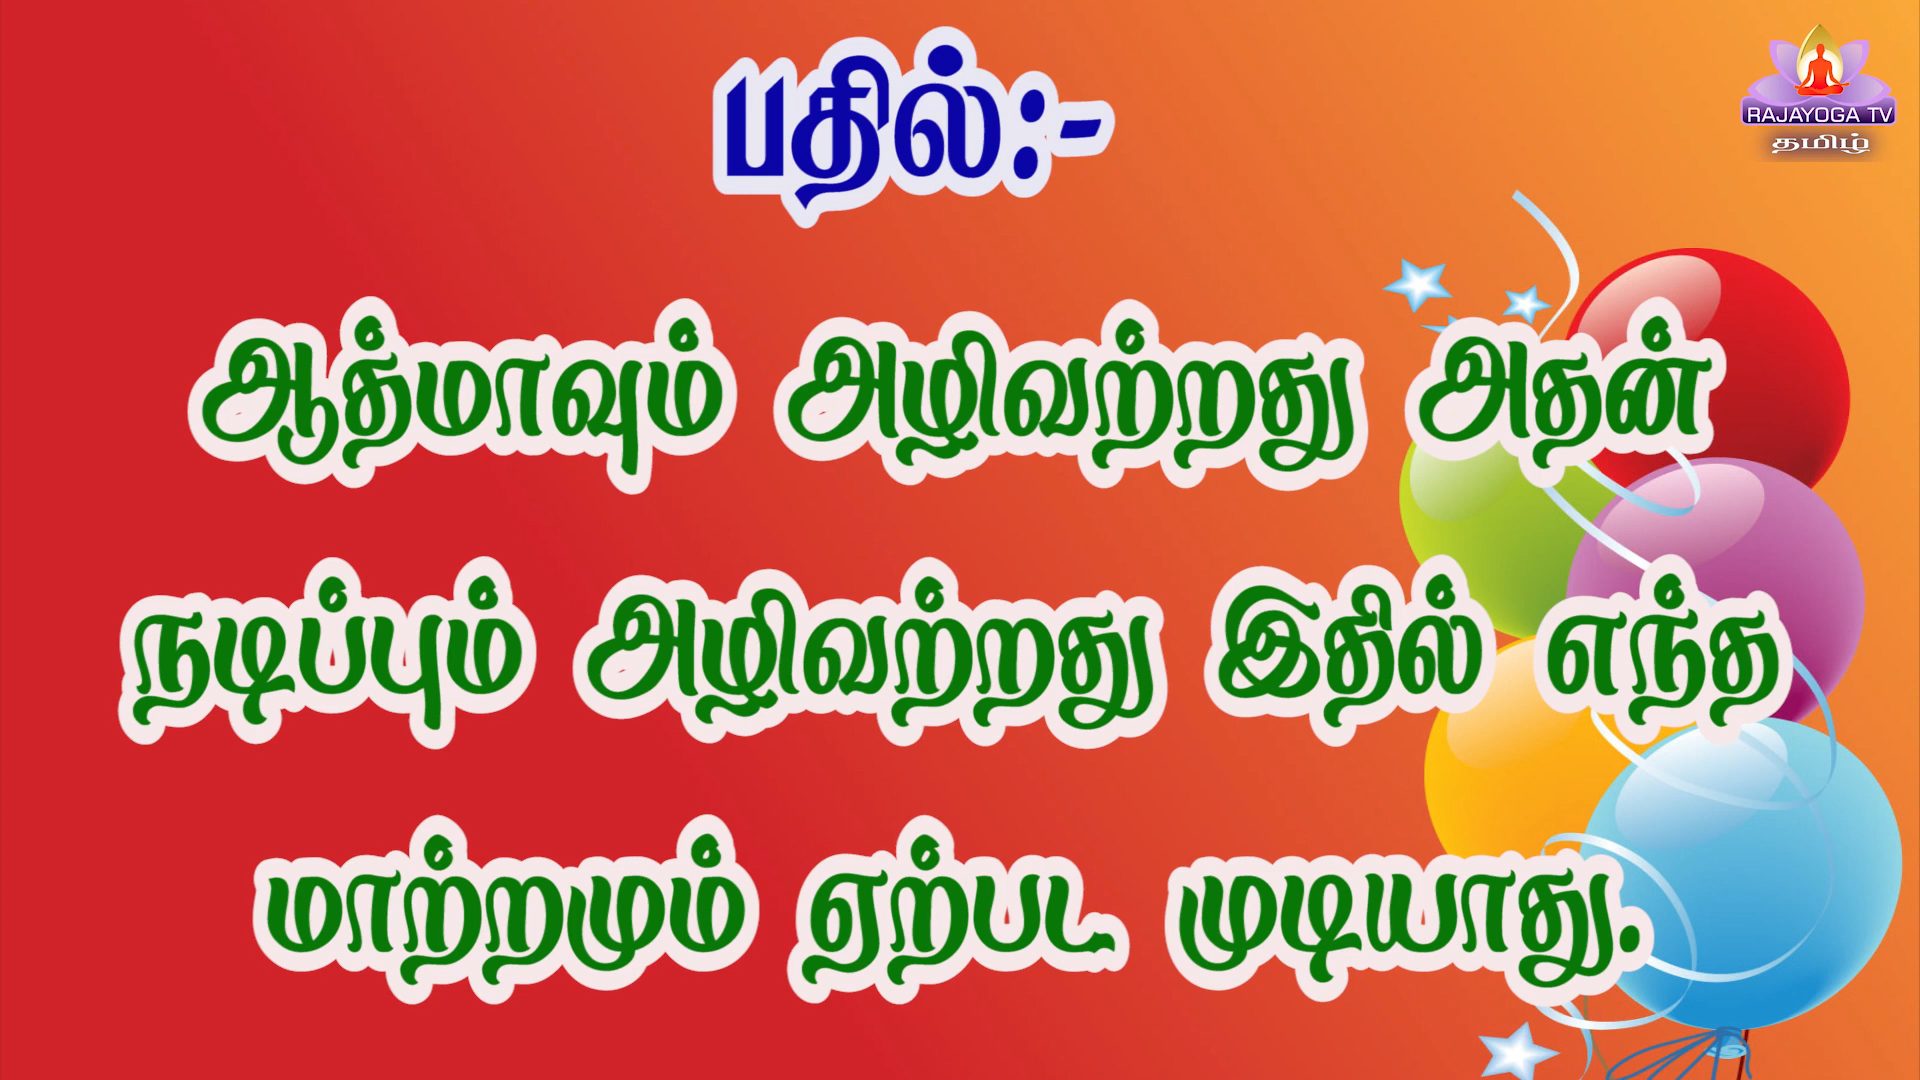 பதில்:-
RAJAYOGA TV
தமிழ்
ஆத்மாவும் அழிவற்றது அதன்
நடிப்பும் அழிவற்றது இதில் எந்த
மாற்றமும் ஏற்பட முடியாது.